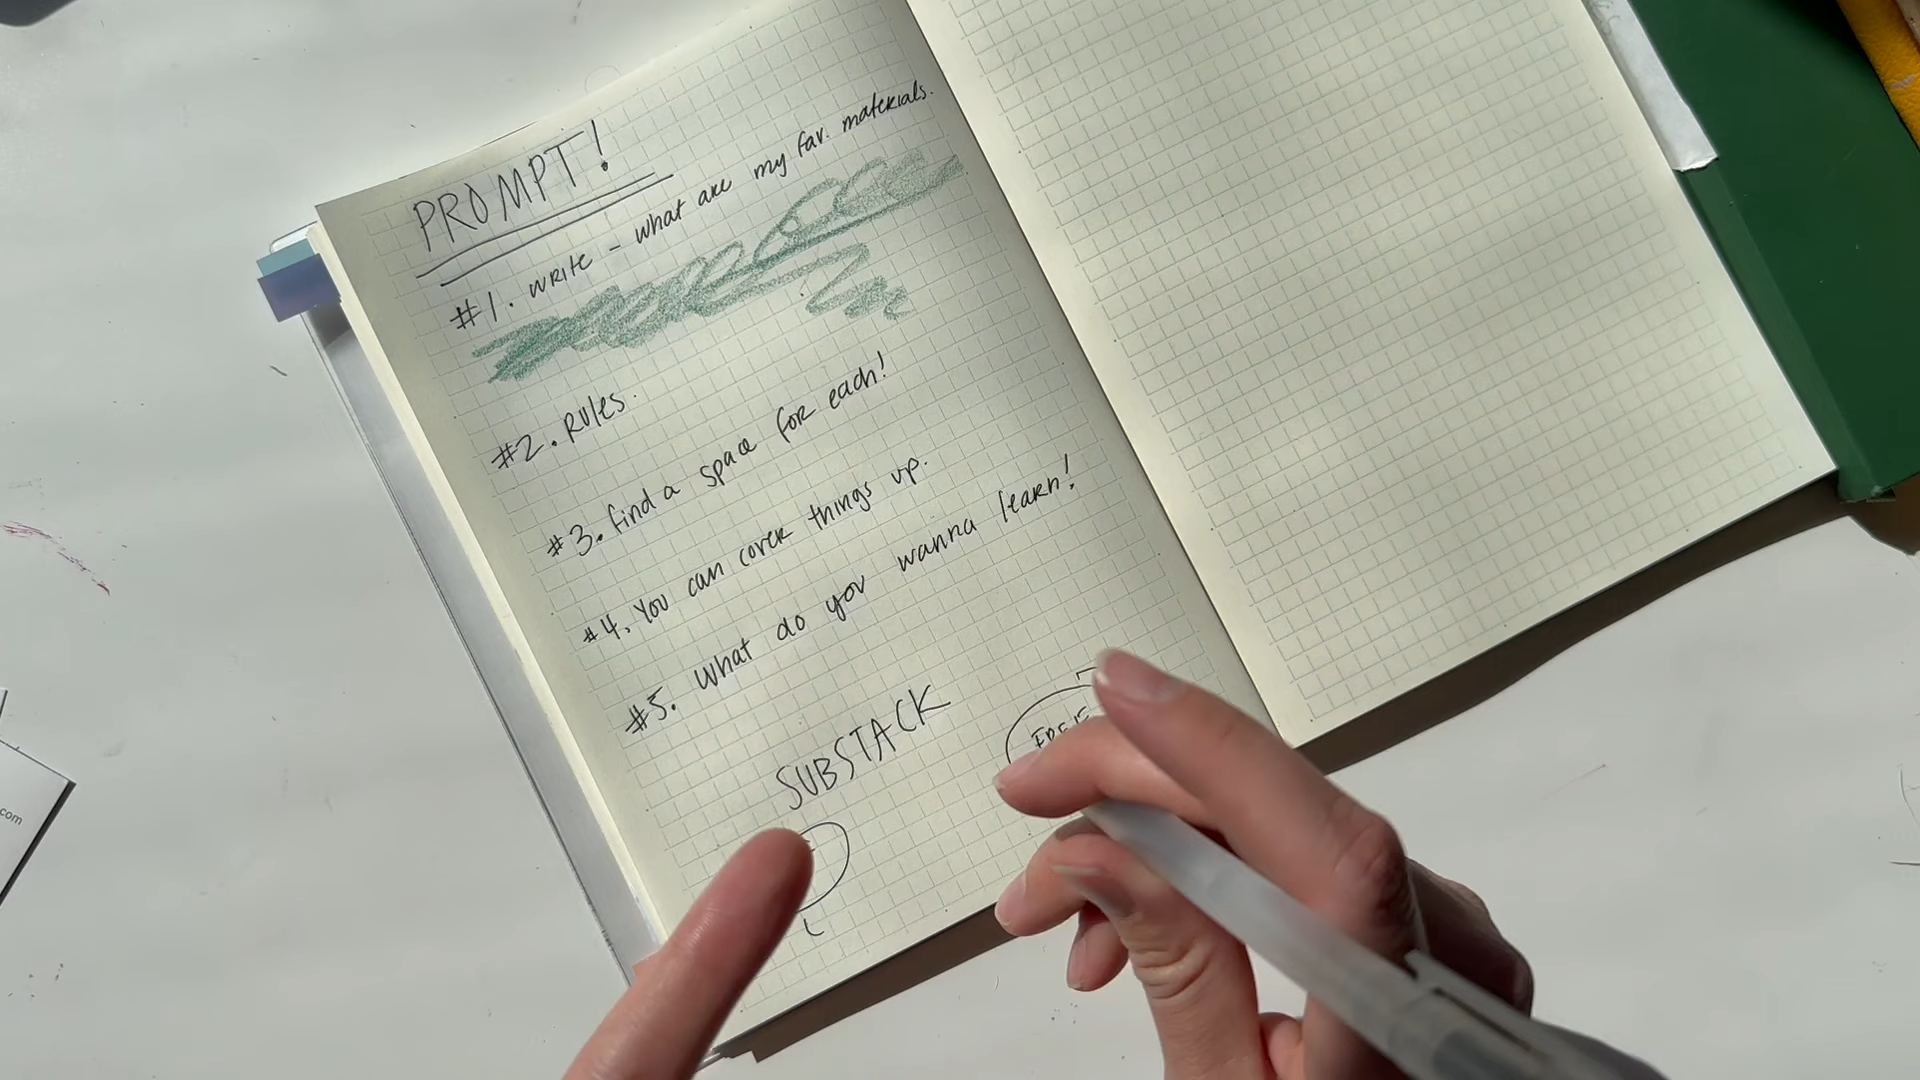 PROMPT!
#1. write - what are my fav. materials.
#2. Rules.
#3. find a space for each!
#4. You can cover things up.
#5. What do you wanna learn!
SUBSTACK
.com